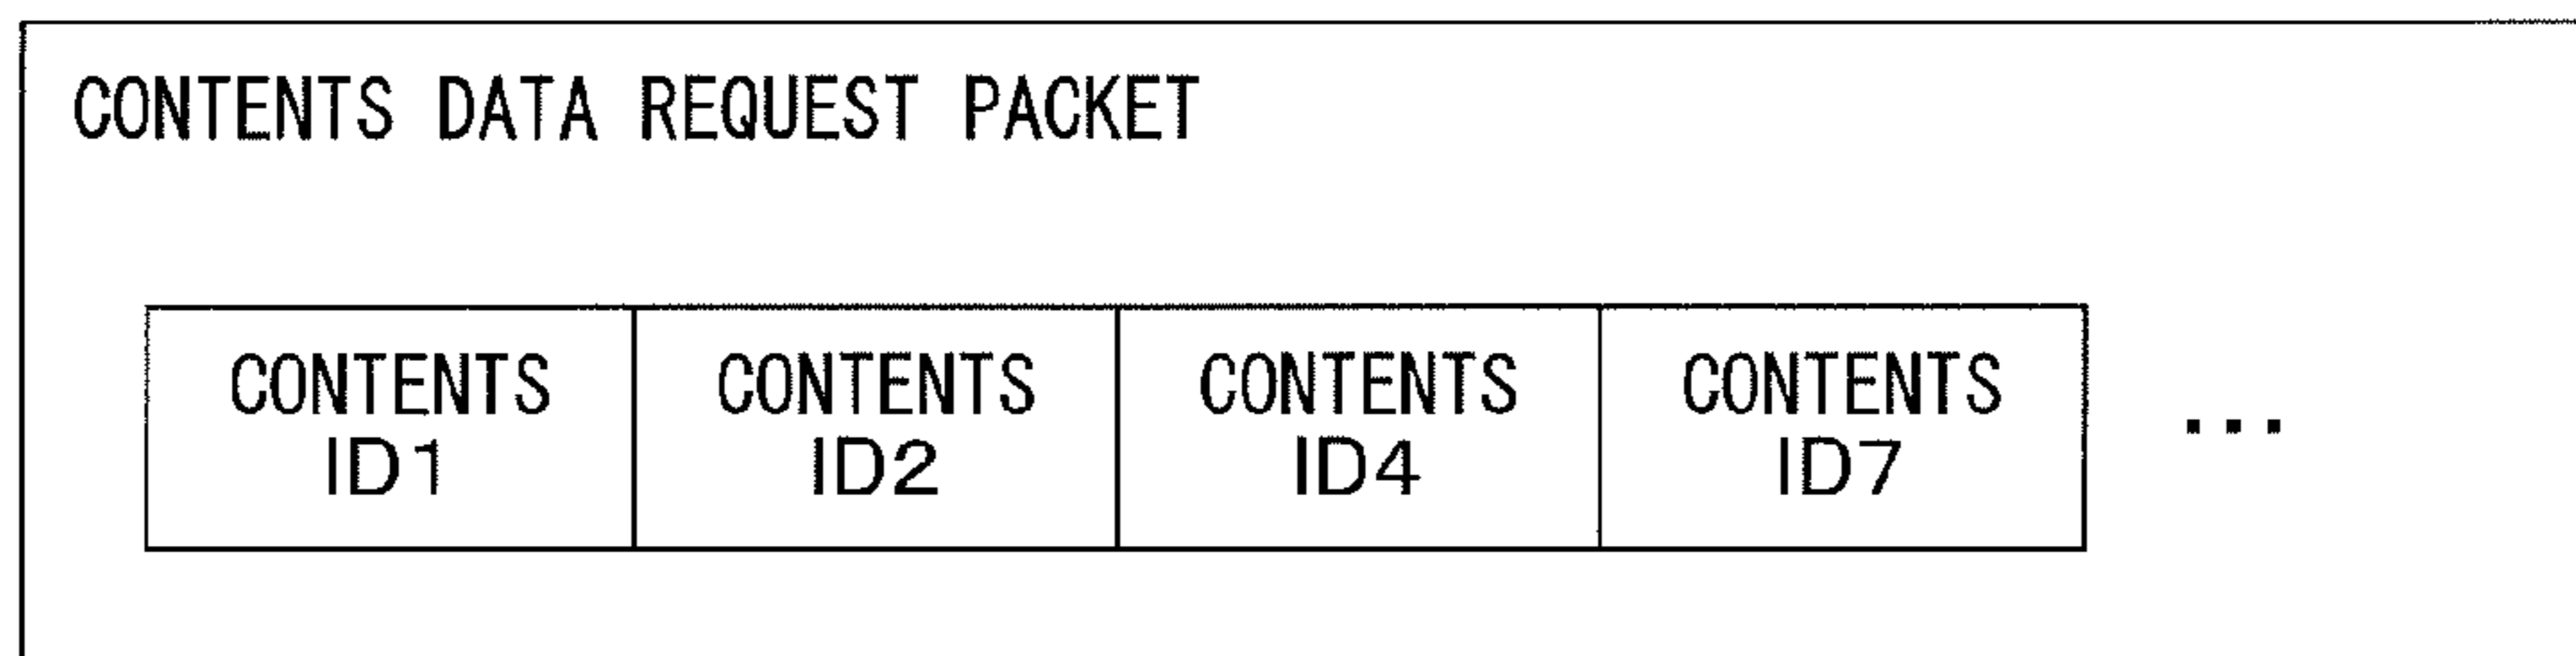 CONTENTS DATA REQUEST PACKET
CONTENTS ID1
CONTENTS ID2
CONTENTS ID4
CONTENTS ID7
...